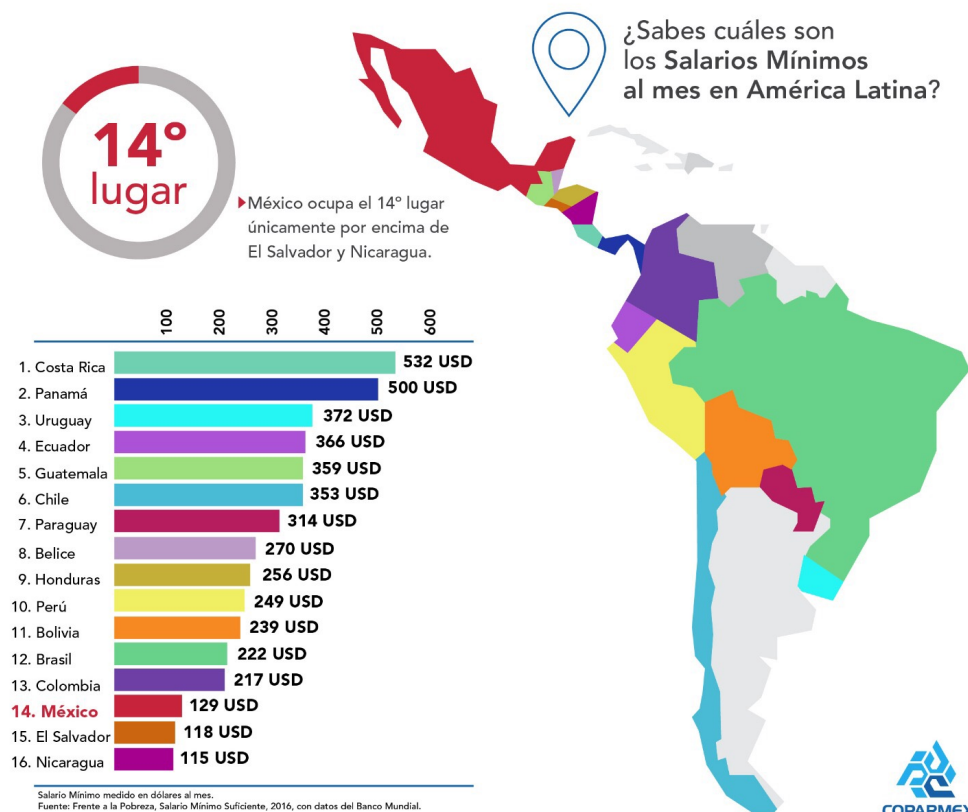 ¿Sabes cuáles son
los Salarios Mínimos
al mes en América Latina?
14º
lugar
México ocupa el 14º lugar
únicamente por encima de
El Salvador y Nicaragua.
100 200 300 400 500 600
1. Costa Rica 532 USD
2. Panamá 500 USD
3. Uruguay 372 USD
4. Ecuador 366 USD
5. Guatemala 359 USD
6. Chile 353 USD
7. Paraguay 314 USD
8. Belice 270 USD
9. Honduras 256 USD
10. Perú 249 USD
11. Bolivia 239 USD
12. Brasil 222 USD
13. Colombia 217 USD
14. México 129 USD
15. El Salvador 118 USD
16. Nicaragua 115 USD
Salario Mínimo medido en dólares al mes.
Fuente: Frente a la Pobreza, Salario Mínimo Suficiente, 2016, con datos del Banco Mundial.
COPARMEX